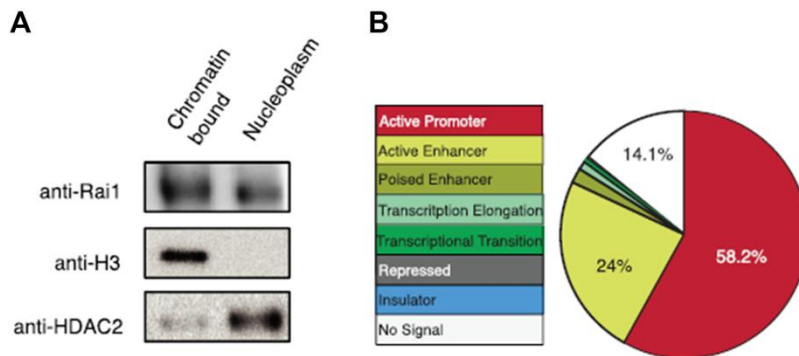 A
Chromatin
bound
Nucleoplasm
anti-Rai1
anti-H3
anti-HDAC2
B
Active Promoter
Active Enhancer
Poised Enhancer
Transcritption Elongation
Transcriptional Transition
Repressed
Insulator
No Signal
14.1%
24%
58.2%